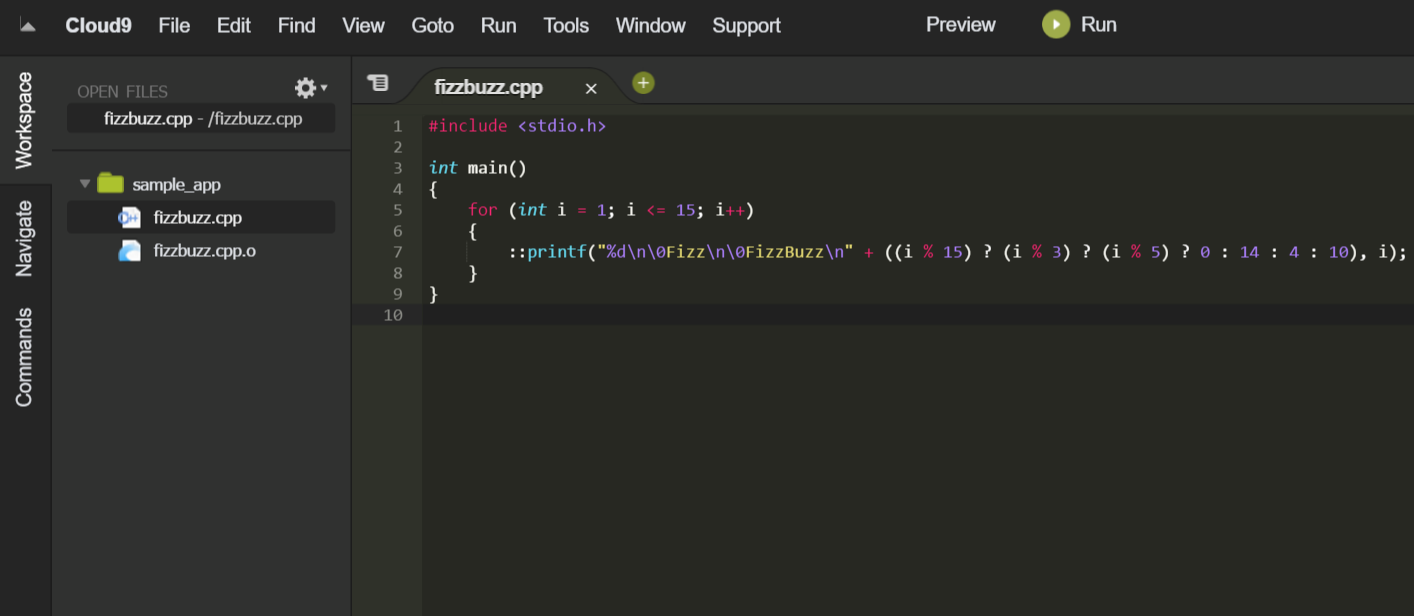 Cloud9 File Edit Find View Goto Run Tools Window Support Preview Run
Workspace
Navigate
Commands
OPEN FILES
fizzbuzz.cpp - /fizzbuzz.cpp
sample_app
fizzbuzz.cpp
fizzbuzz.cpp.o
fizzbuzz.cpp ×
1 #include <stdio.h>
2
3 int main()
4 {
5     for (int i = 1; i <= 15; i++)
6     {
7         ::printf("%d\n\0Fizz\n\0FizzBuzz\n" + ((i % 15) ? (i % 3) ? (i % 5) ? 0 : 14 : 4 : 10), i);
8     }
9 }
10